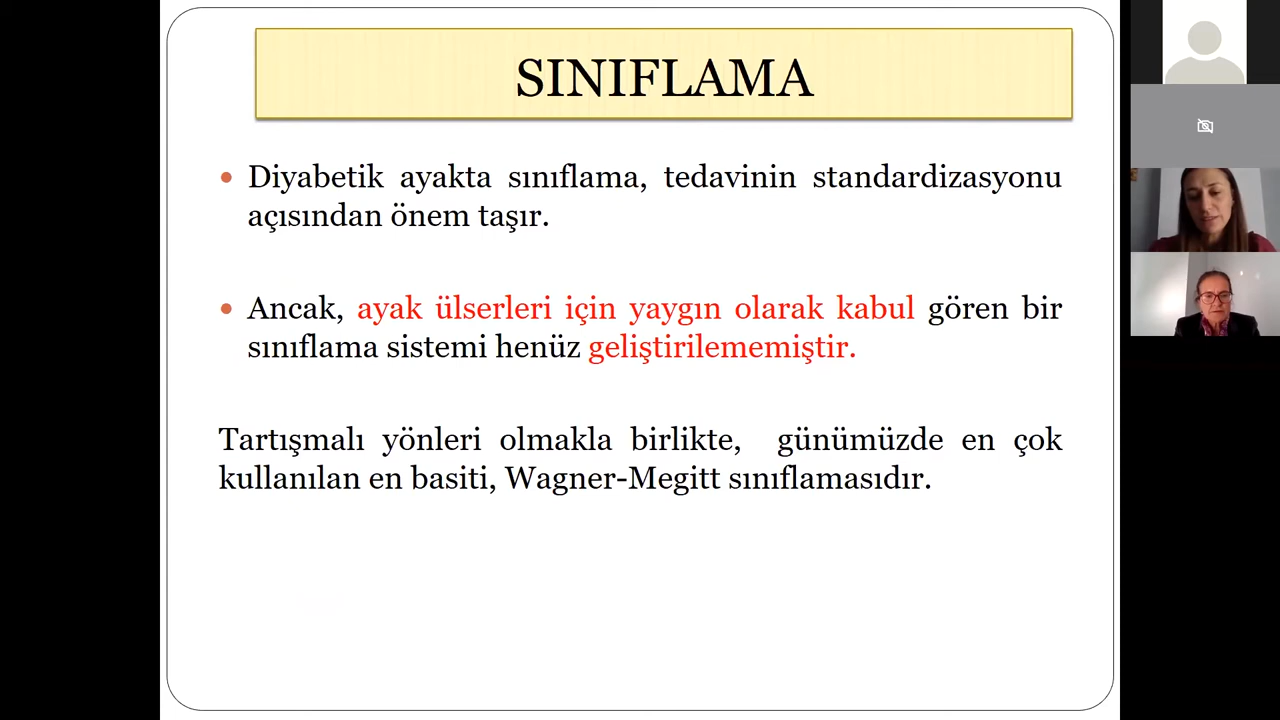 SINIFLAMA
Diyabetik ayakta sınıflama, tedavinin standardizasyonu
açısından önem taşır.
Ancak, ayak ülserleri için yaygın olarak kabul gören bir
sınıflama sistemi henüz geliştirilememiştir.
Tartışmalı yönleri olmakla birlikte, günümüzde en çok
kullanılan en basiti, Wagner-Megitt sınıflamasıdır.